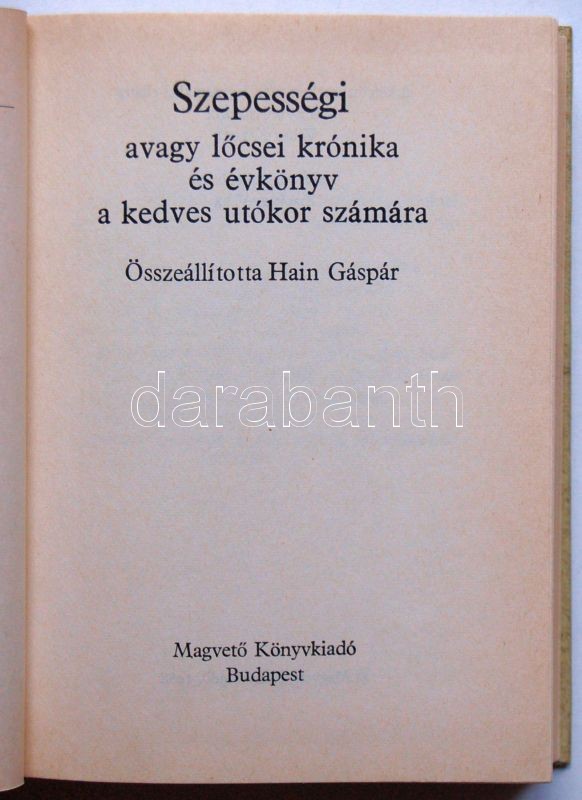 Szepességi
avagy lőcsei krónika
és évkönyv
a kedves utókor számára
Összeállította Hain Gáspár
darabanth
Magvető Könyvkiadó
Budapest